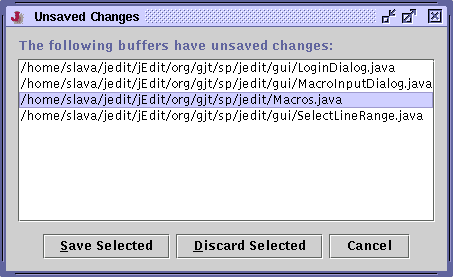 Unsaved Changes
The following buffers have unsaved changes:
/home/slava/jedit/jEdit/org/gjt/sp/jedit/gui/LoginDialog.java
/home/slava/jedit/jEdit/org/gjt/sp/jedit/gui/MacroInputDialog.java
/home/slava/jedit/jEdit/org/gjt/sp/jedit/Macros.java
/home/slava/jedit/jEdit/org/gjt/sp/jedit/gui/SelectLineRange.java
Save Selected
Discard Selected
Cancel